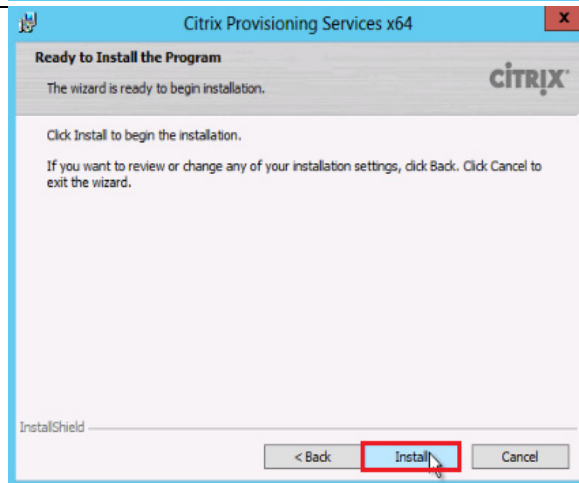 Citrix Provisioning Services x64
x
Ready to Install the Program
The wizard is ready to begin installation.
CİTRỊX
Click Install to begin the installation.
If you want to review or change any of your installation settings, click Back. Click Cancel to
exit the wizard.
InstallShield
< Back Install Cancel